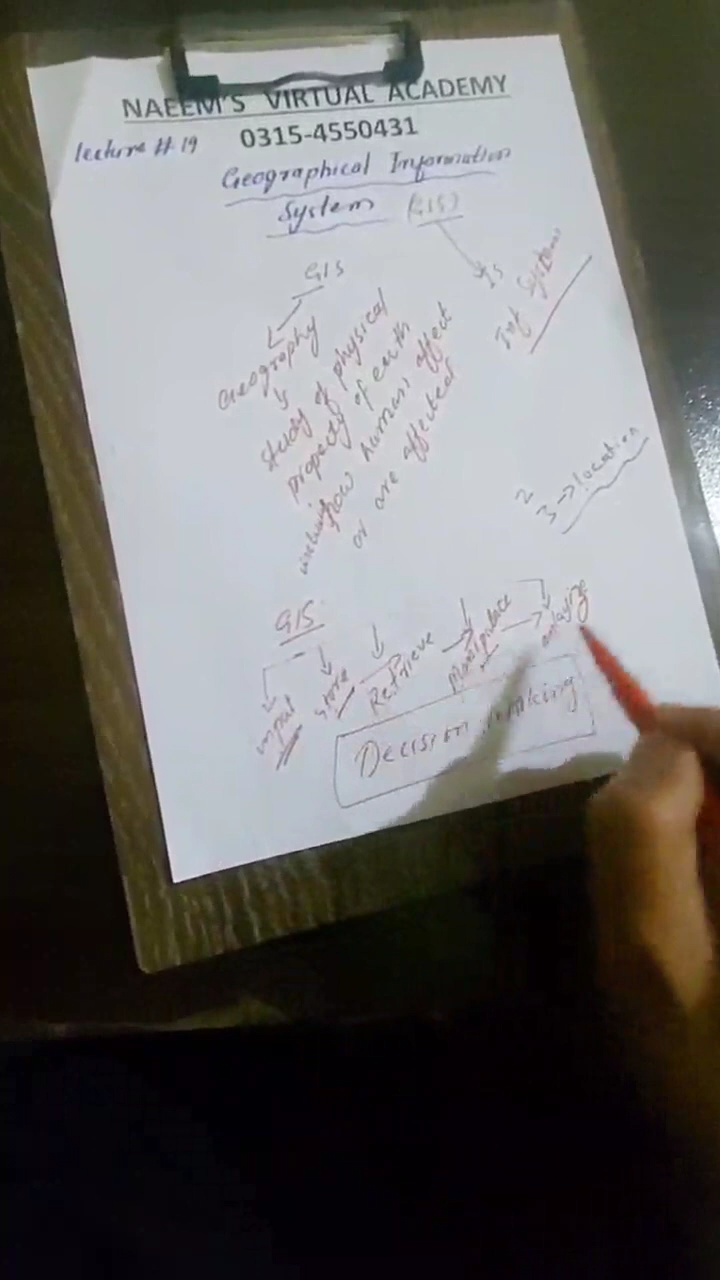 NAEEM'S VIRTUAL ACADEMY
lecture # 19 0315-4550431
Geographical Information
System (GIS)
GIS
IS
Inf System
Geography
study of physical
property of earth
how humans affect
or are affected
2
3 → location
GIS
input store Retrieve Manipulate
Decision making